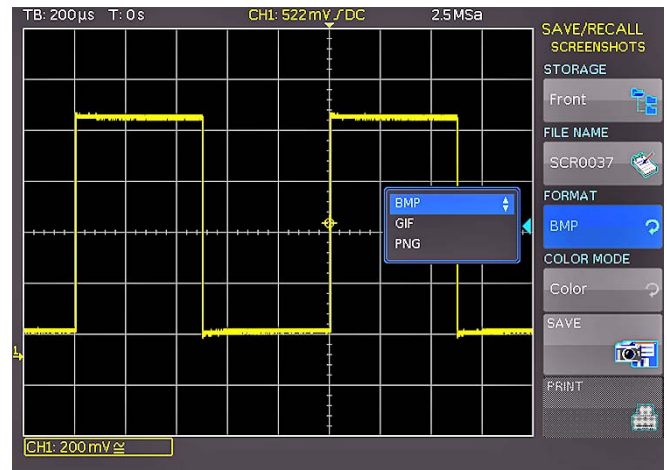 TB: 200µs T: 0s CH1: 522mV DC 2.5MSa
SAVE/RECALL
SCREENSHOTS
STORAGE
Front
FILE NAME
SCR0037
FORMAT
BMP
COLOR MODE
Color
SAVE
PRINT
BMP
GIF
PNG
1
CH1: 200mV≅